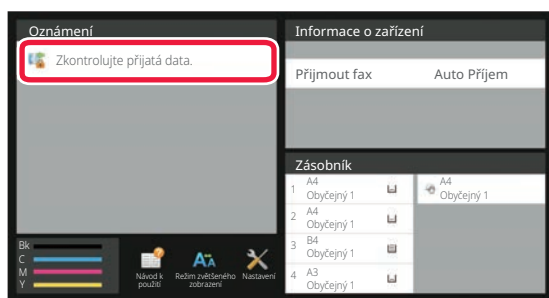 Oznámení
Zkontrolujte přijatá data.
Informace o zařízení
Přijmout fax Auto Příjem
Zásobník
1 A4
Obyčejný 1
A4
Obyčejný 1
2 A4
Obyčejný 1
3 B4
Obyčejný 1
4 A3
Obyčejný 1
Bk
C
M
Y
Návod k
použití
Režim zvětšeného
zobrazení
Nastavení